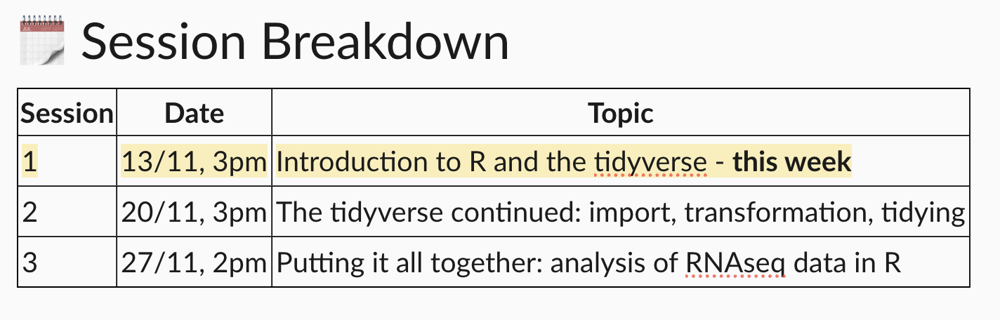 JUL
Session Breakdown
Session Date Topic
1 13/11, 3pm Introduction to R and the tidyverse - this week
2 20/11, 3pm The tidyverse continued: import, transformation, tidying
3 27/11, 2pm Putting it all together: analysis of RNAseq data in R